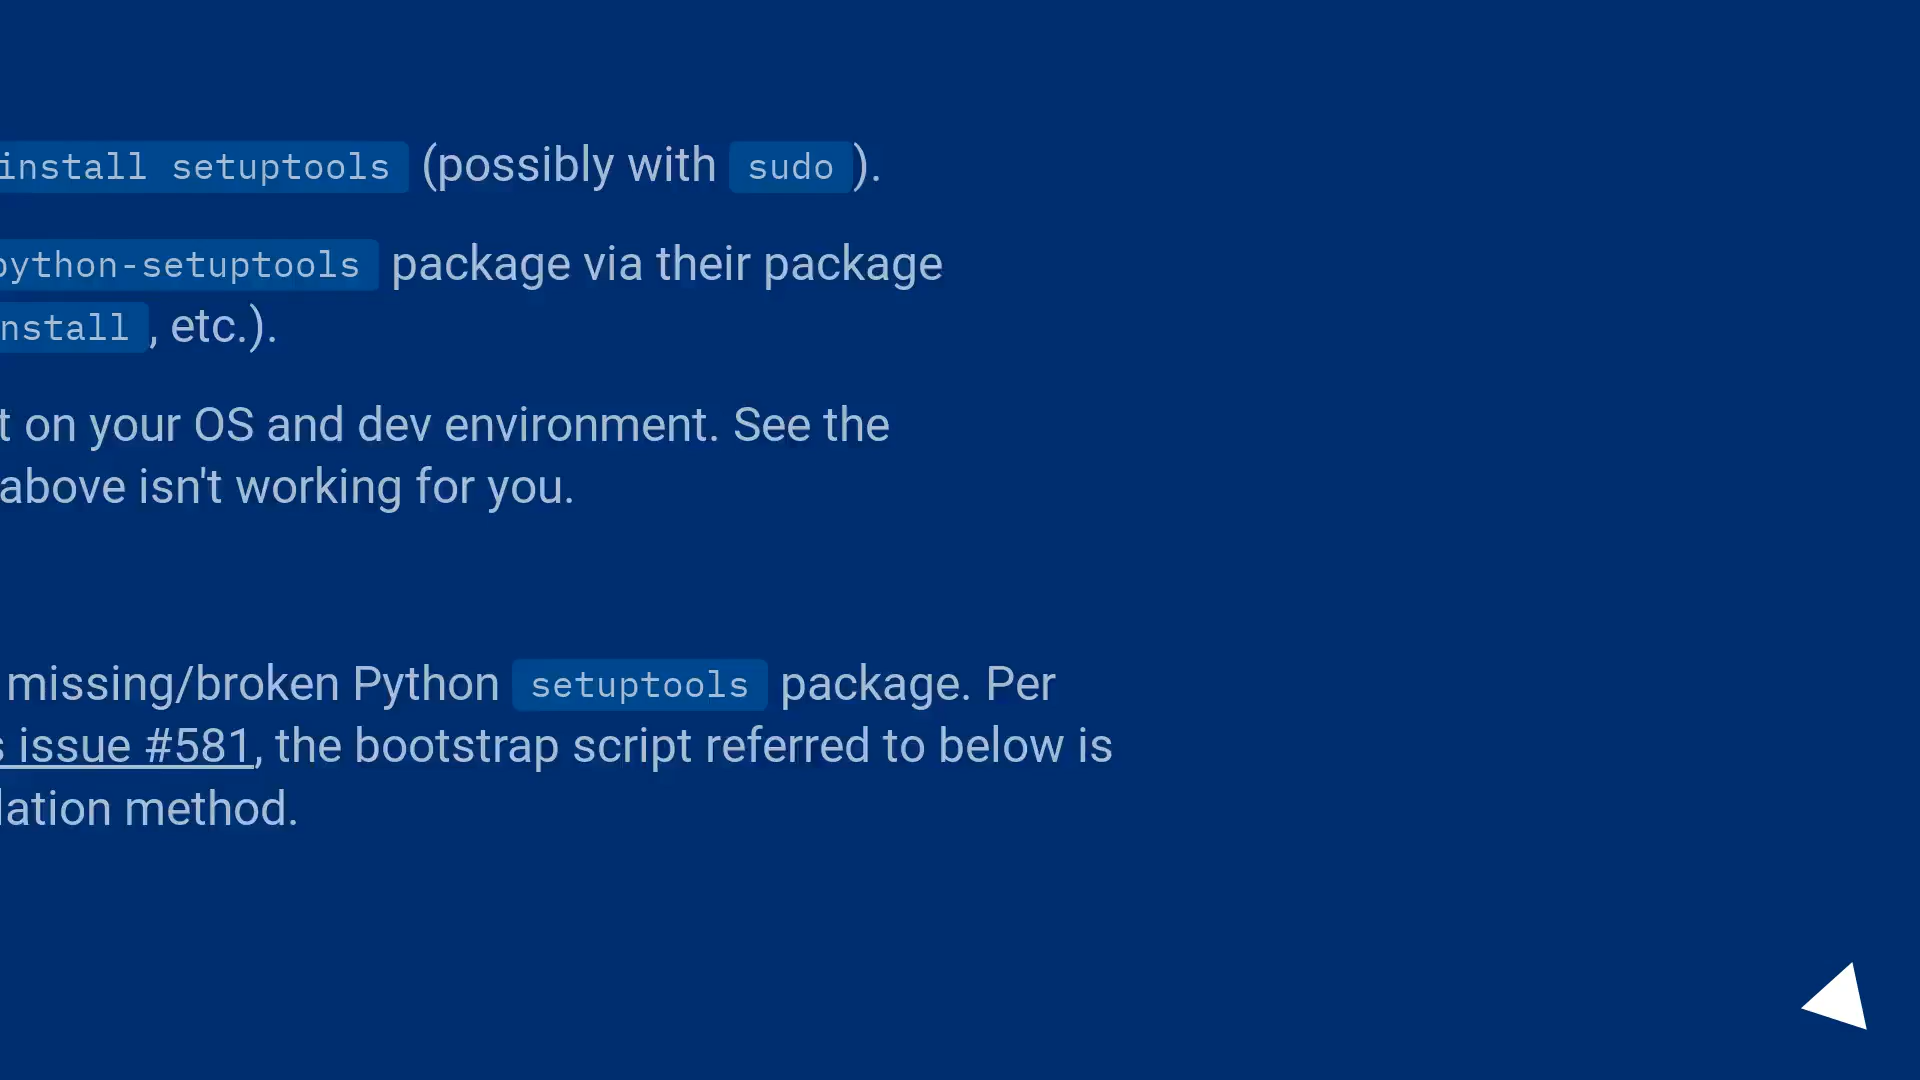 install setuptools (possibly with sudo).
python-setuptools package via their package
nstall, etc.).
t on your OS and dev environment. See the
above isn't working for you.
missing/broken Python setuptools package. Per
s issue #581, the bootstrap script referred to below is
lation method.